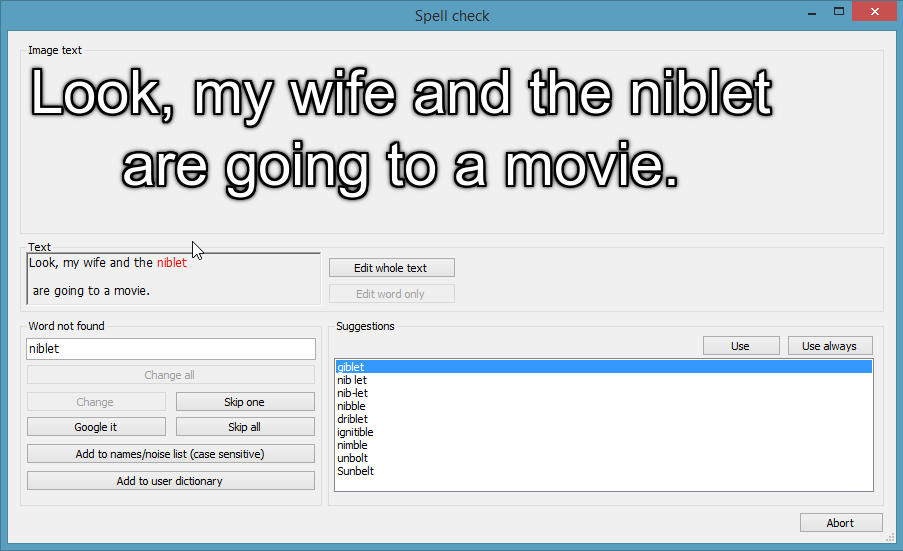 Spell check
Image text
Look, my wife and the niblet
are going to a movie.
Text
Look, my wife and the niblet
are going to a movie.
Edit whole text
Edit word only
Word not found
niblet
Change all
Change
Skip one
Google it
Skip all
Add to names/noise list (case sensitive)
Add to user dictionary
Suggestions
Use
Use always
giblet
nib let
nib-let
nibble
driblet
ignitible
nimble
unbolt
Sunbelt
Abort